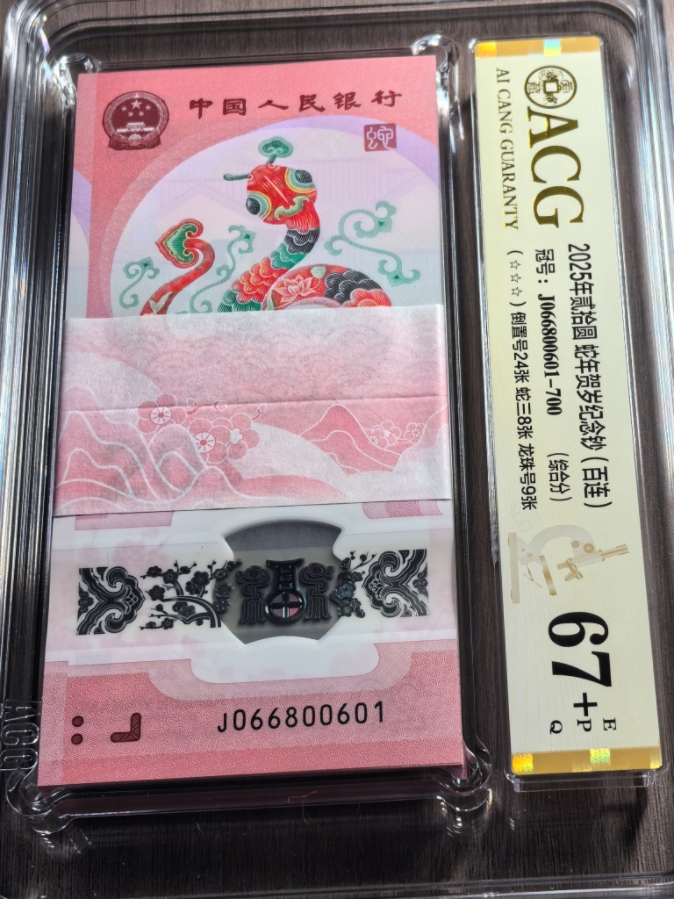 中国人民银行
蛇
J066800601
ACG
AI CANG GUARANTY
2025年贰拾圆 蛇年贺岁纪念钞（百连）
冠号：J066800601-700 （综合分）
（☆☆☆）倒置号24张 蛇三8张 龙珠号9张
67+
E
P
Q
ACG